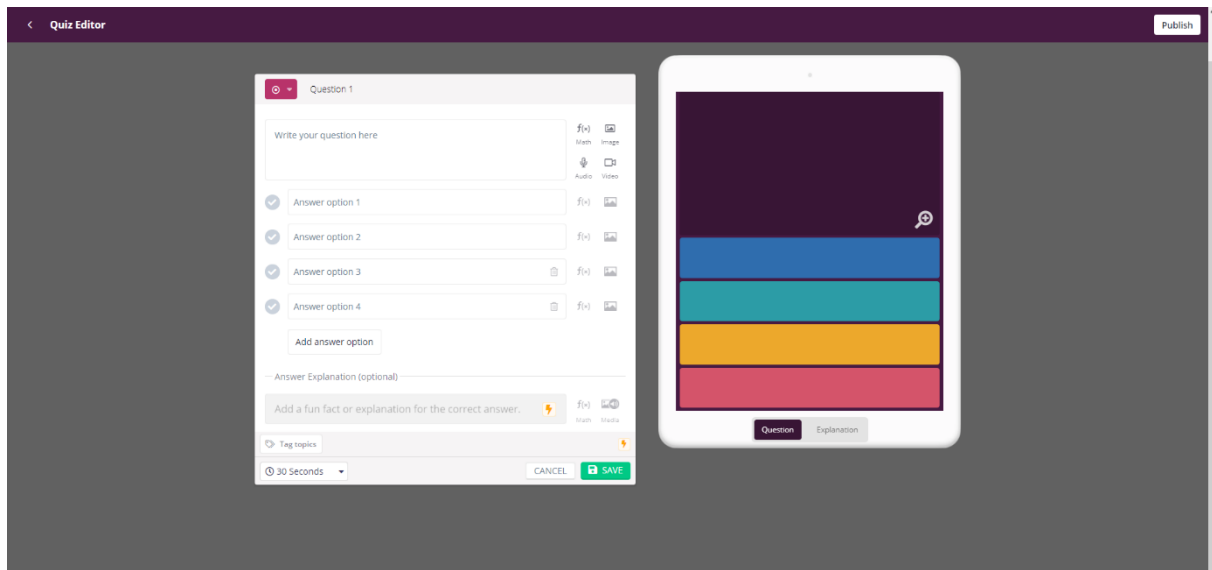 Quiz Editor
Publish
Question 1
Write your question here
f(×) Math Image
Audio Video
Answer option 1 f(×)
Answer option 2 f(×)
Answer option 3 f(×)
Answer option 4 f(×)
Add answer option
Answer Explanation (optional)
Add a fun fact or explanation for the correct answer. f(×)
Math Media
Tag topics
30 Seconds CANCEL SAVE
Question Explanation